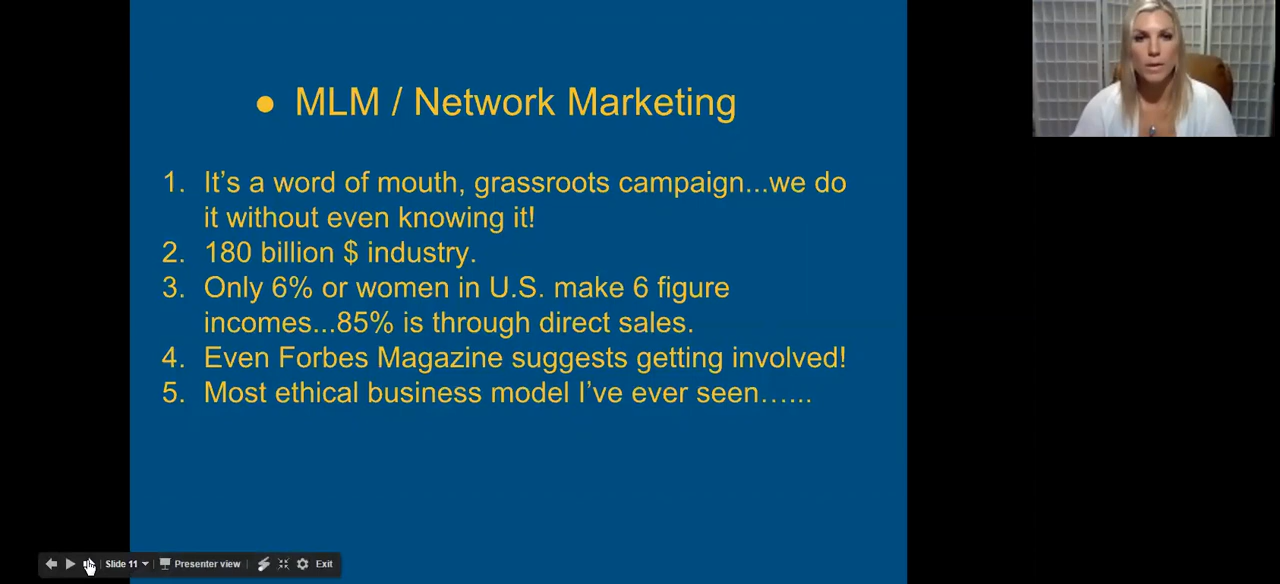 ● MLM / Network Marketing
1. It's a word of mouth, grassroots campaign...we do
it without even knowing it!
2. 180 billion $ industry.
3. Only 6% or women in U.S. make 6 figure
incomes...85% is through direct sales.
4. Even Forbes Magazine suggests getting involved!
5. Most ethical business model I've ever seen…...
Slide 11 Presenter view Exit